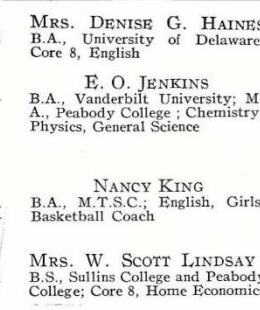 MRS. DENISE G. HAINES
B.A., University of Delaware
Core 8, English
E. O. JENKINS
B.A., Vanderbilt University; M
A., Peabody College ; Chemistry
Physics, General Science
NANCY KING
B.A., M.T.S.C.; English, Girls
Basketball Coach
MRS. W. SCOTT LINDSAY
B.S., Sullins College and Peabody
College; Core 8, Home Economic